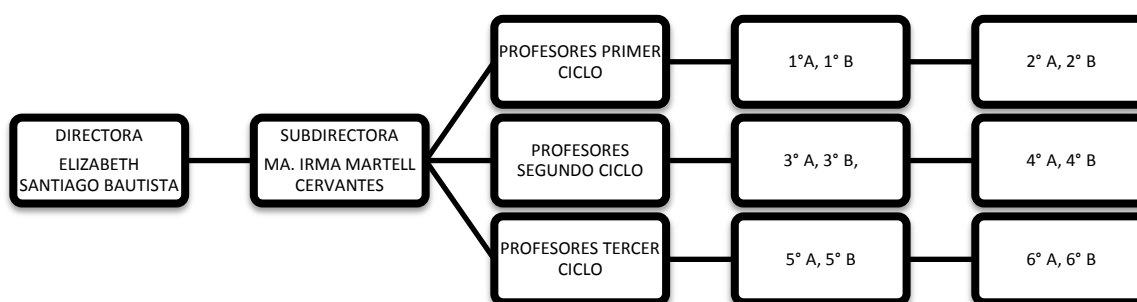 DIRECTORA
ELIZABETH
SANTIAGO BAUTISTA
SUBDIRECTORA
MA. IRMA MARTELL
CERVANTES
PROFESORES PRIMER
CICLO
1°A, 1° B
2° A, 2° B
PROFESORES
SEGUNDO CICLO
3° A, 3° B,
4° A, 4° B
PROFESORES TERCER
CICLO
5° A, 5° B
6° A, 6° B